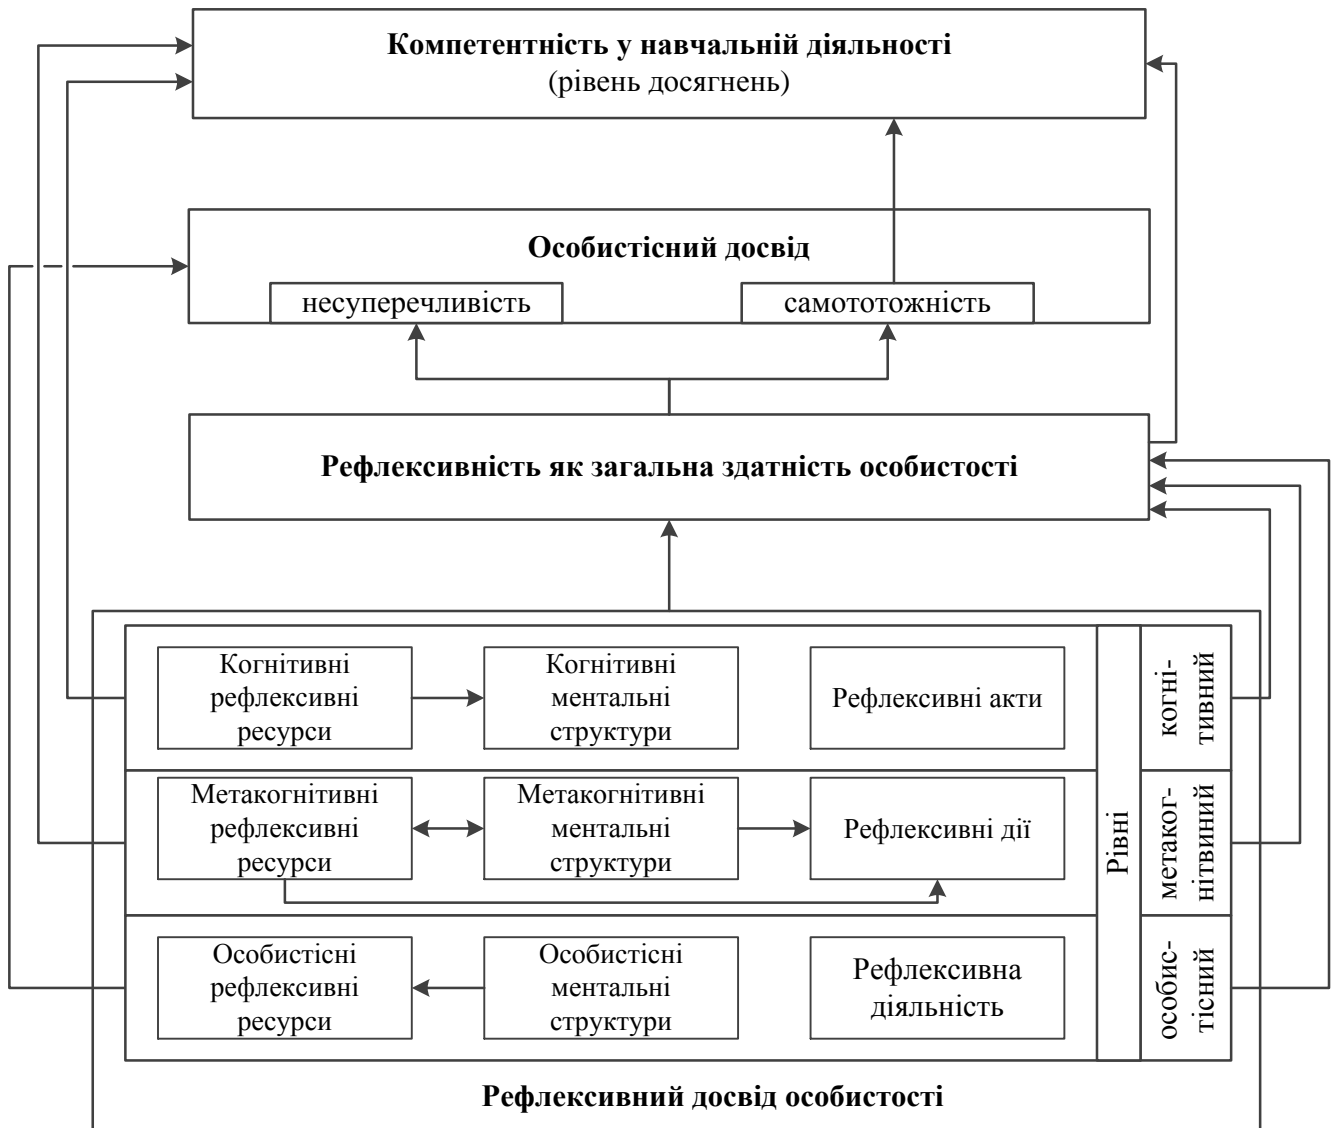 Компетентність у навчальній діяльності
(рівень досягнень)
Особистісний досвід
несуперечливість
самототожність
Рефлексивність як загальна здатність особистості
Когнітивні
рефлексивні
ресурси
Когнітивні
ментальні
структури
Рефлексивні акти
когні-
тивний
Метакогнітивні
рефлексивні
ресурси
Метакогнітивні
ментальні
структури
Рефлексивні дії
Рівні
метаког-
нітвиний
Особистісні
рефлексивні
ресурси
Особистісні
ментальні
структури
Рефлексивна
діяльність
особис-
тісний
Рефлексивний досвід особистості